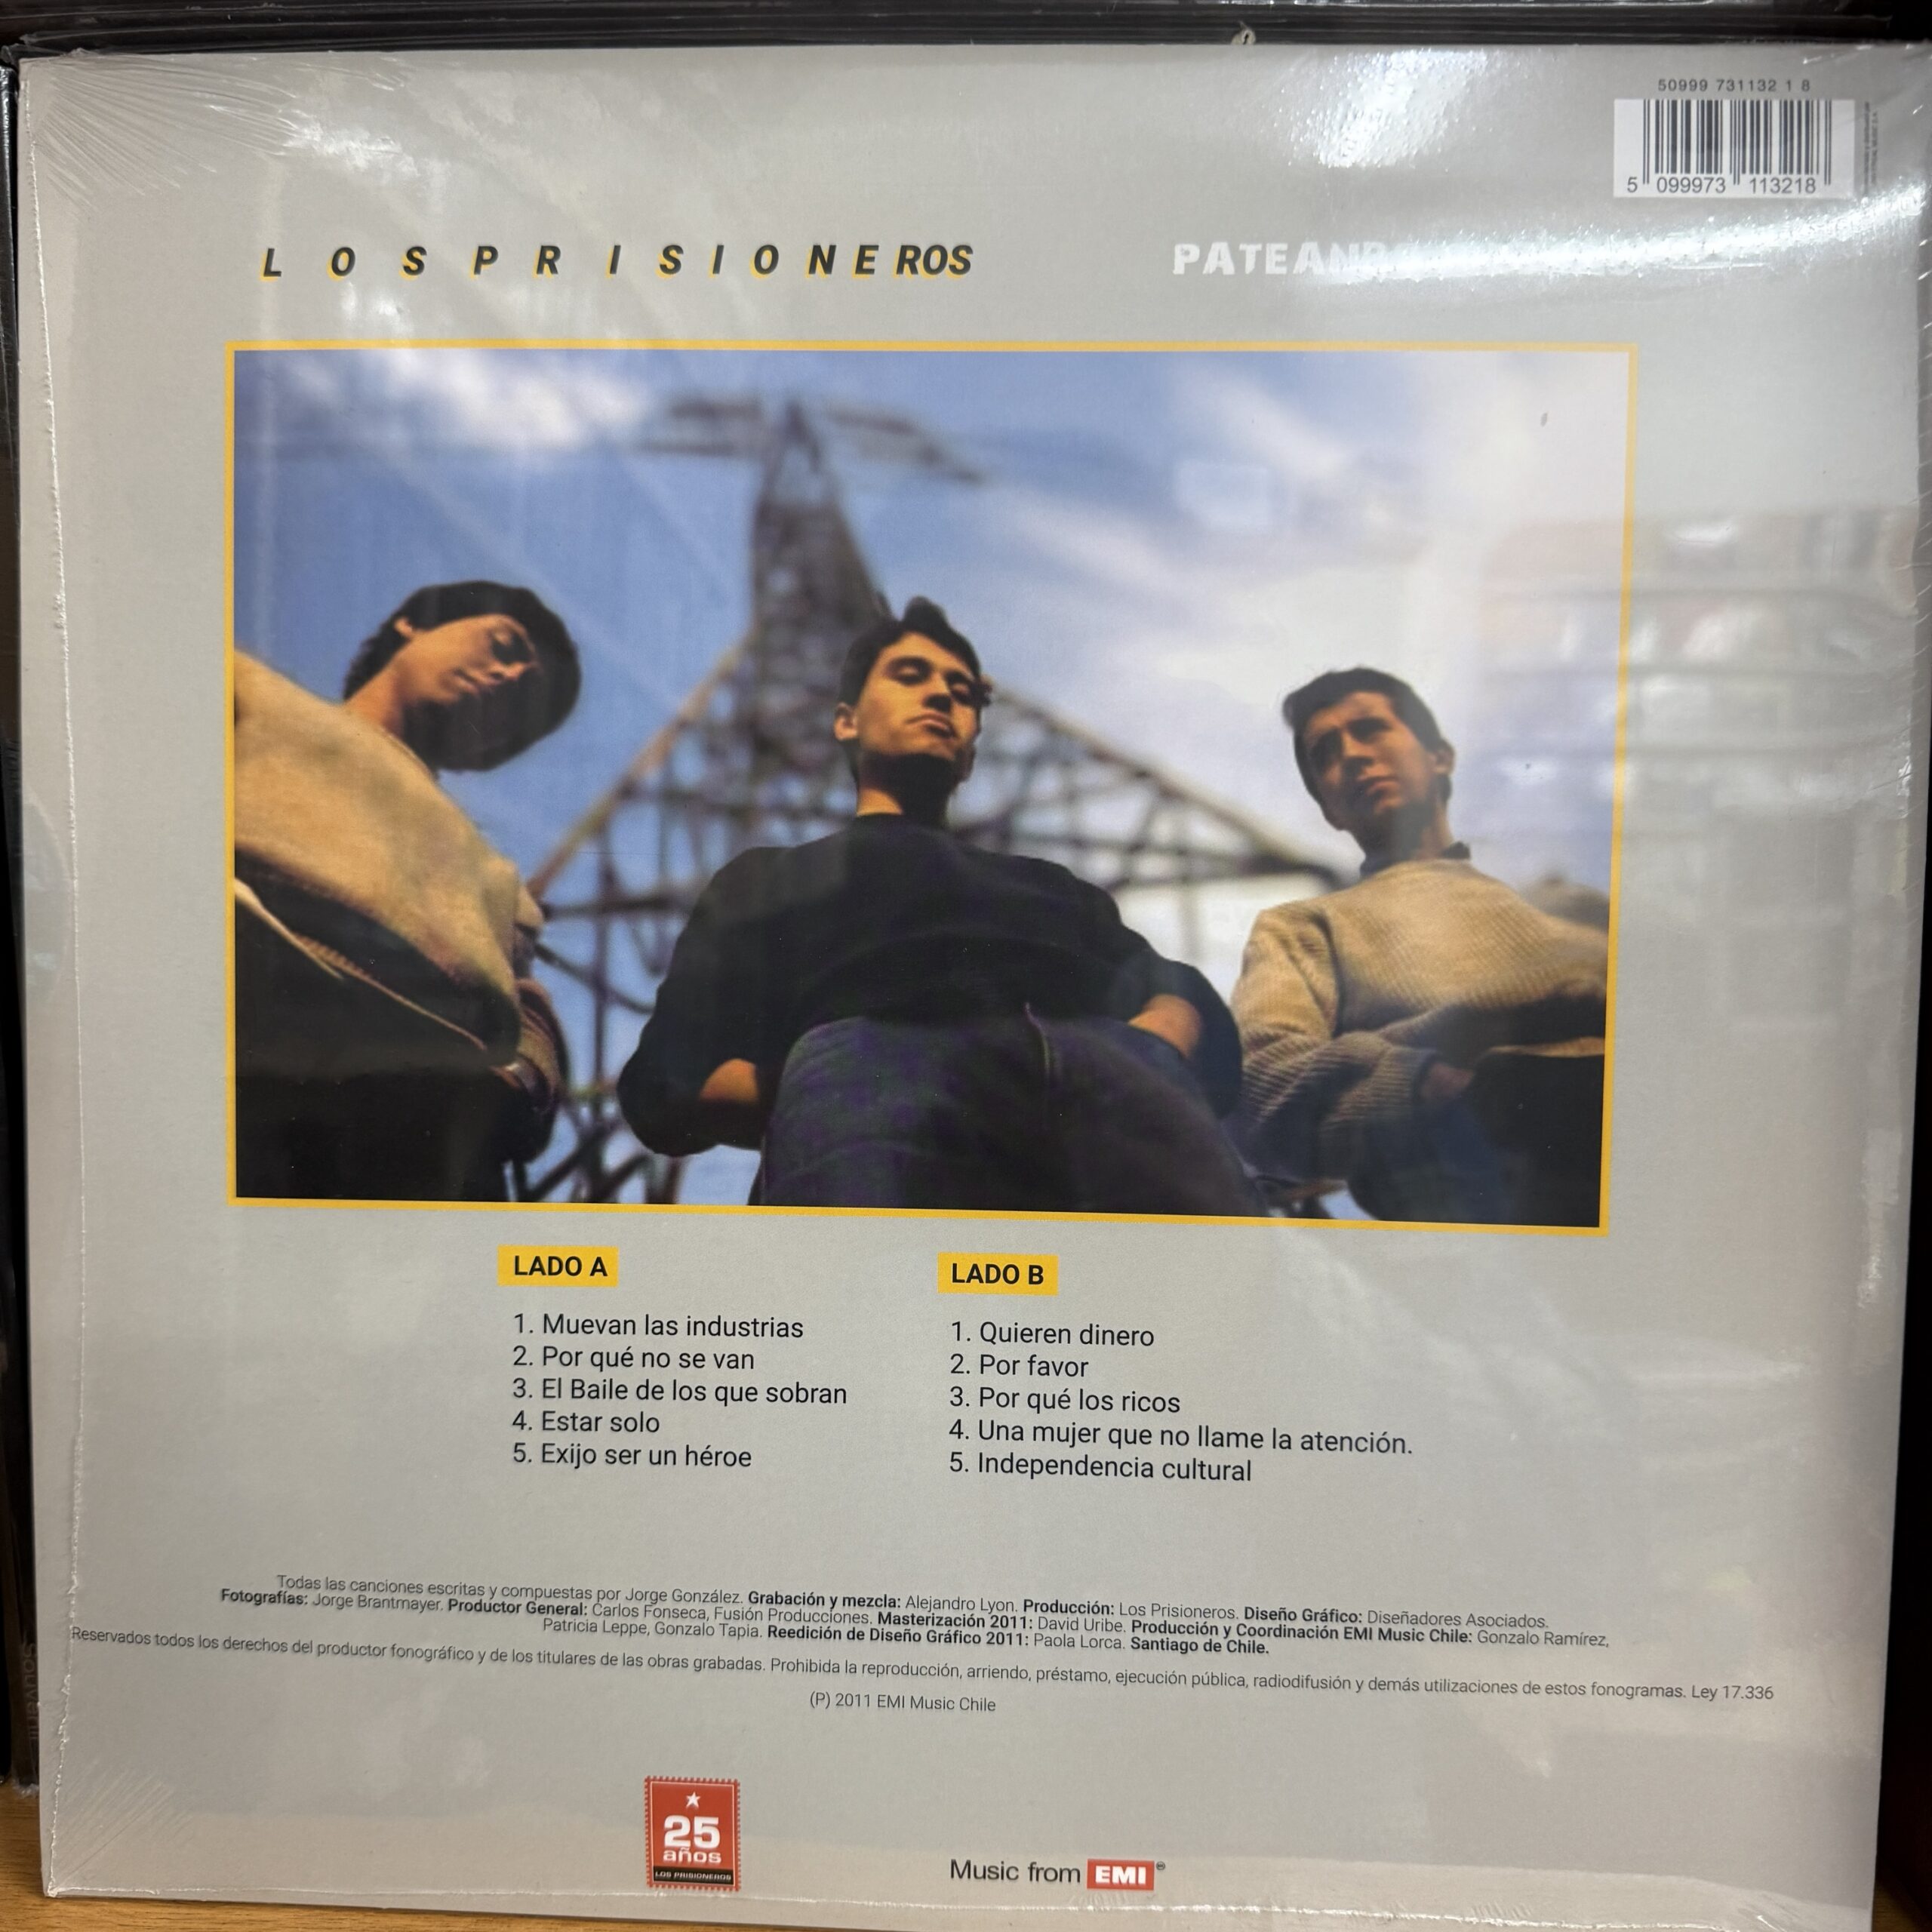 50999 731132 1 8
5 099973 113218
LOS PRISIONEROS
LADO A
1. Muevan las industrias
2. Por qué no se van
3. El Baile de los que sobran
4. Estar solo
5. Exijo ser un héroe
LADO B
1. Quieren dinero
2. Por favor
3. Por qué los ricos
4. Una mujer que no llame la atención.
5. Independencia cultural
Todas las canciones escritas y compuestas por Jorge González. Grabación y mezcla: Alejandro Lyon. Producción: Los Prisioneros. Diseño Gráfico: Diseñadores Asociados.
Fotografías: Jorge Brantmayer. Productor General: Carlos Fonseca, Fusión Producciones. Masterización 2011: David Uribe. Producción y Coordinación EMI Music Chile: Gonzalo Ramírez,
Patricia Leppe, Gonzalo Tapia. Reedición de Diseño Gráfico 2011: Paola Lorca. Santiago de Chile.
Reservados todos los derechos del productor fonográfico y de los titulares de las obras grabadas. Prohibida la reproducción, arriendo, préstamo, ejecución pública, radiodifusión y demás utilizaciones de estos fonogramas. Ley 17.336
(P) 2011 EMI Music Chile
25
años
LOS PRISIONEROS
Music from EMI